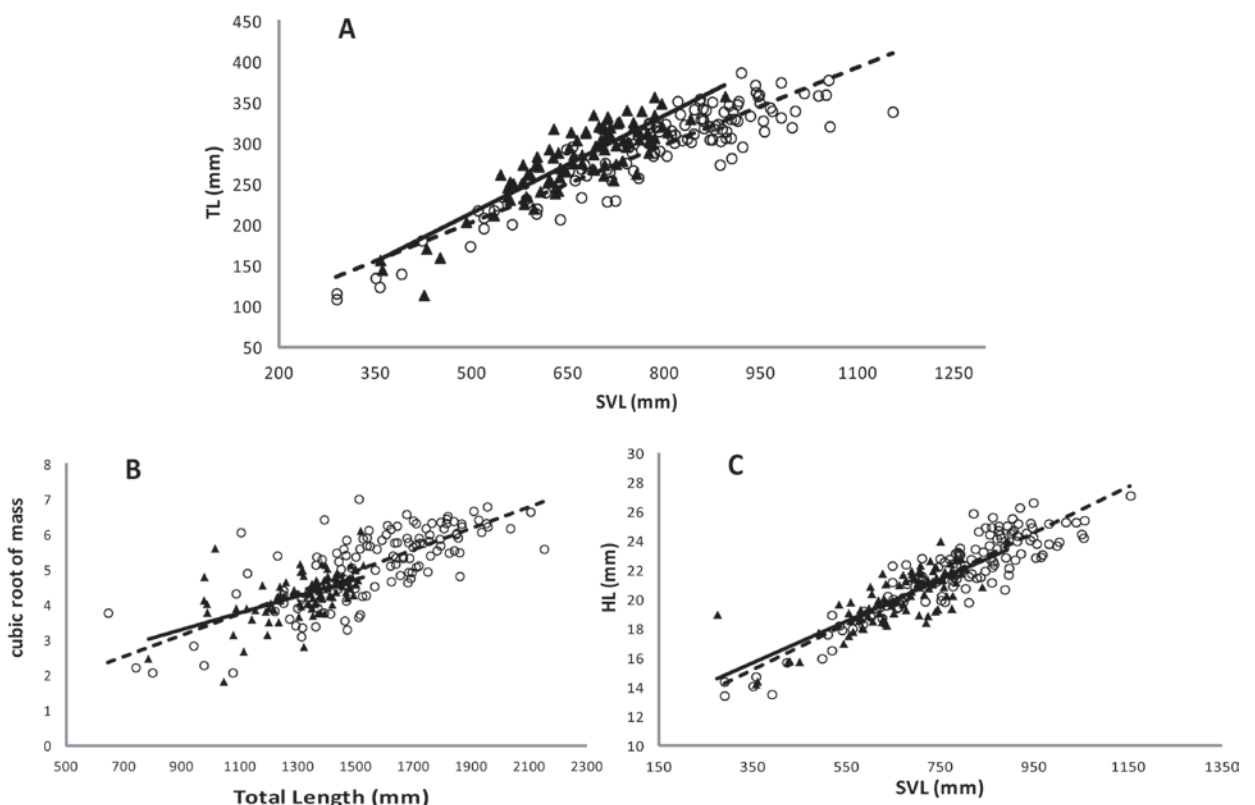 A
450
400
350
300
250
200
150
100
50
TL (mm)
200 350 500 650 800 950 1100 1250
SVL (mm)
B
8
7
6
5
4
3
2
1
0
cubic root of mass
500 700 900 1100 1300 1500 1700 1900 2100 2300
Total Length (mm)
C
30
28
26
24
22
20
18
16
14
12
10
HL (mm)
150 350 550 750 950 1150 1350
SVL (mm)